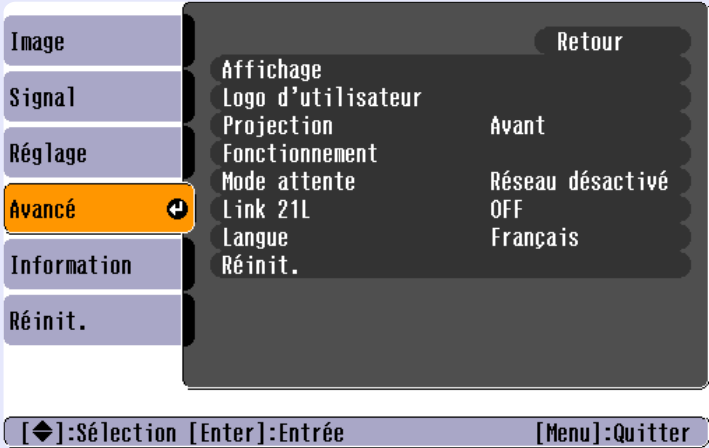 Image
Signal
Réglage
Avancé
Information
Réinit.
Retour
Affichage
Logo d'utilisateur
Projection Avant
Fonctionnement
Mode attente Réseau désactivé
Link 21L OFF
Langue Français
Réinit.
[◆]:Sélection [Enter]:Entrée [Menu]:Quitter